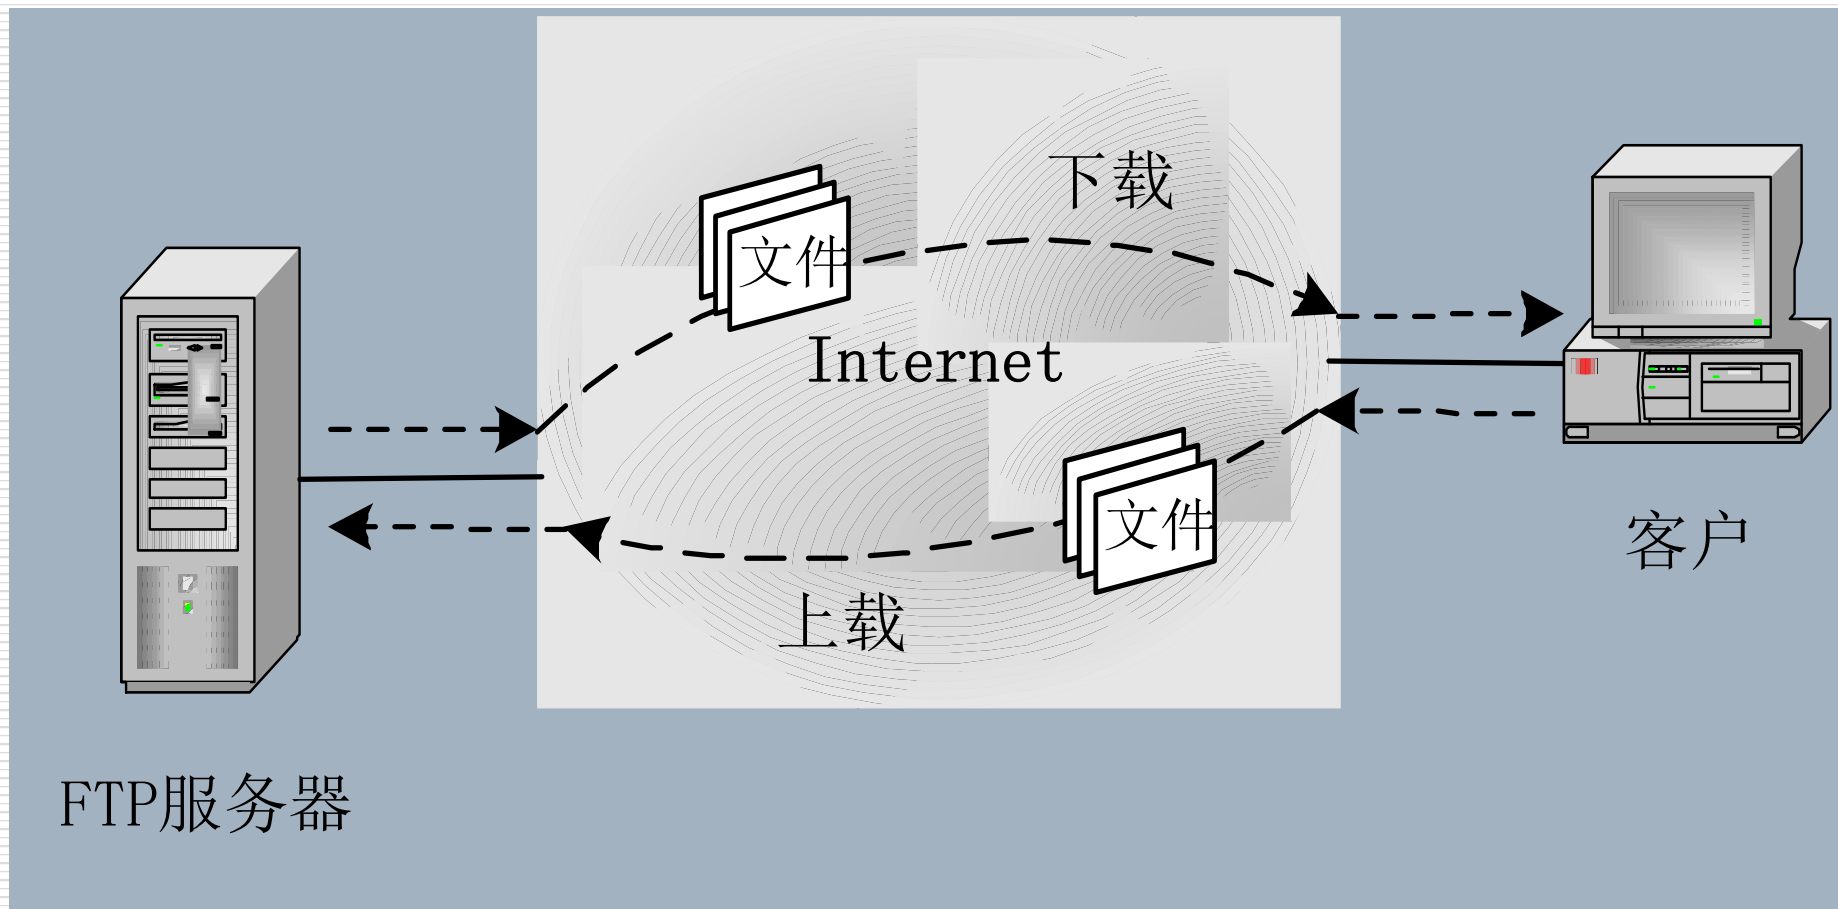 下载
文件
Internet
文件
客户
上载
FTP服务器